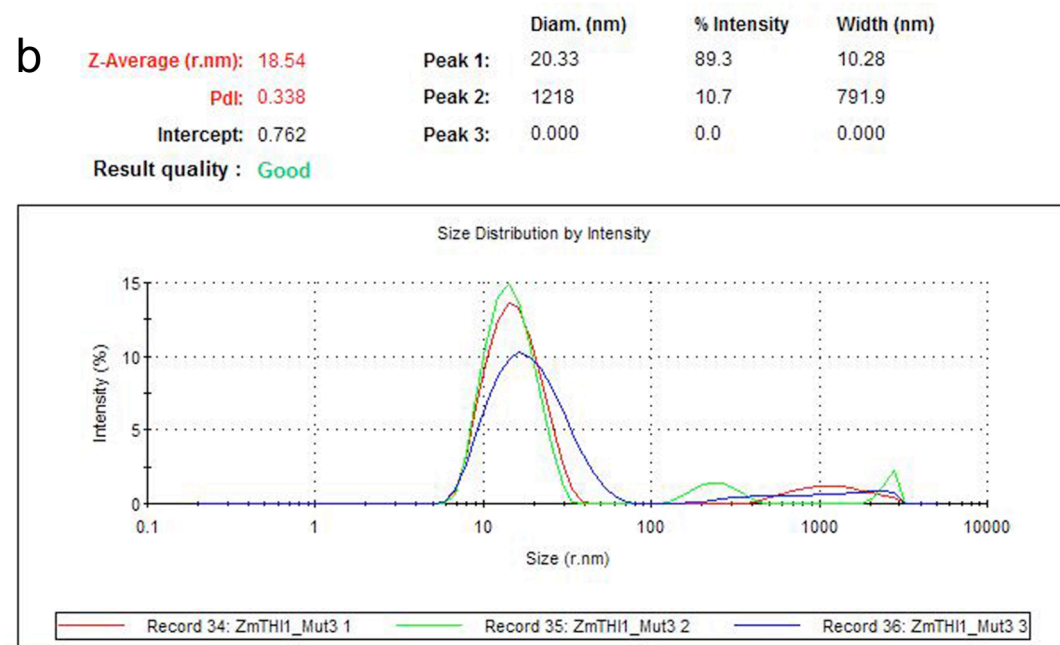 b
Diam. (nm) % Intensity Width (nm)
Z-Average (r.nm): 18.54 Peak 1: 20.33 89.3 10.28
PdI: 0.338 Peak 2: 1218 10.7 791.9
Intercept: 0.762 Peak 3: 0.000 0.0 0.000
Result quality : Good
Size Distribution by Intensity
15
10
5
0
Intensity (%)
0.1 1 10 100 1000 10000
Size (r.nm)
Record 34: ZmTHI1_Mut3 1 Record 35: ZmTHI1_Mut3 2 Record 36: ZmTHI1_Mut3 3